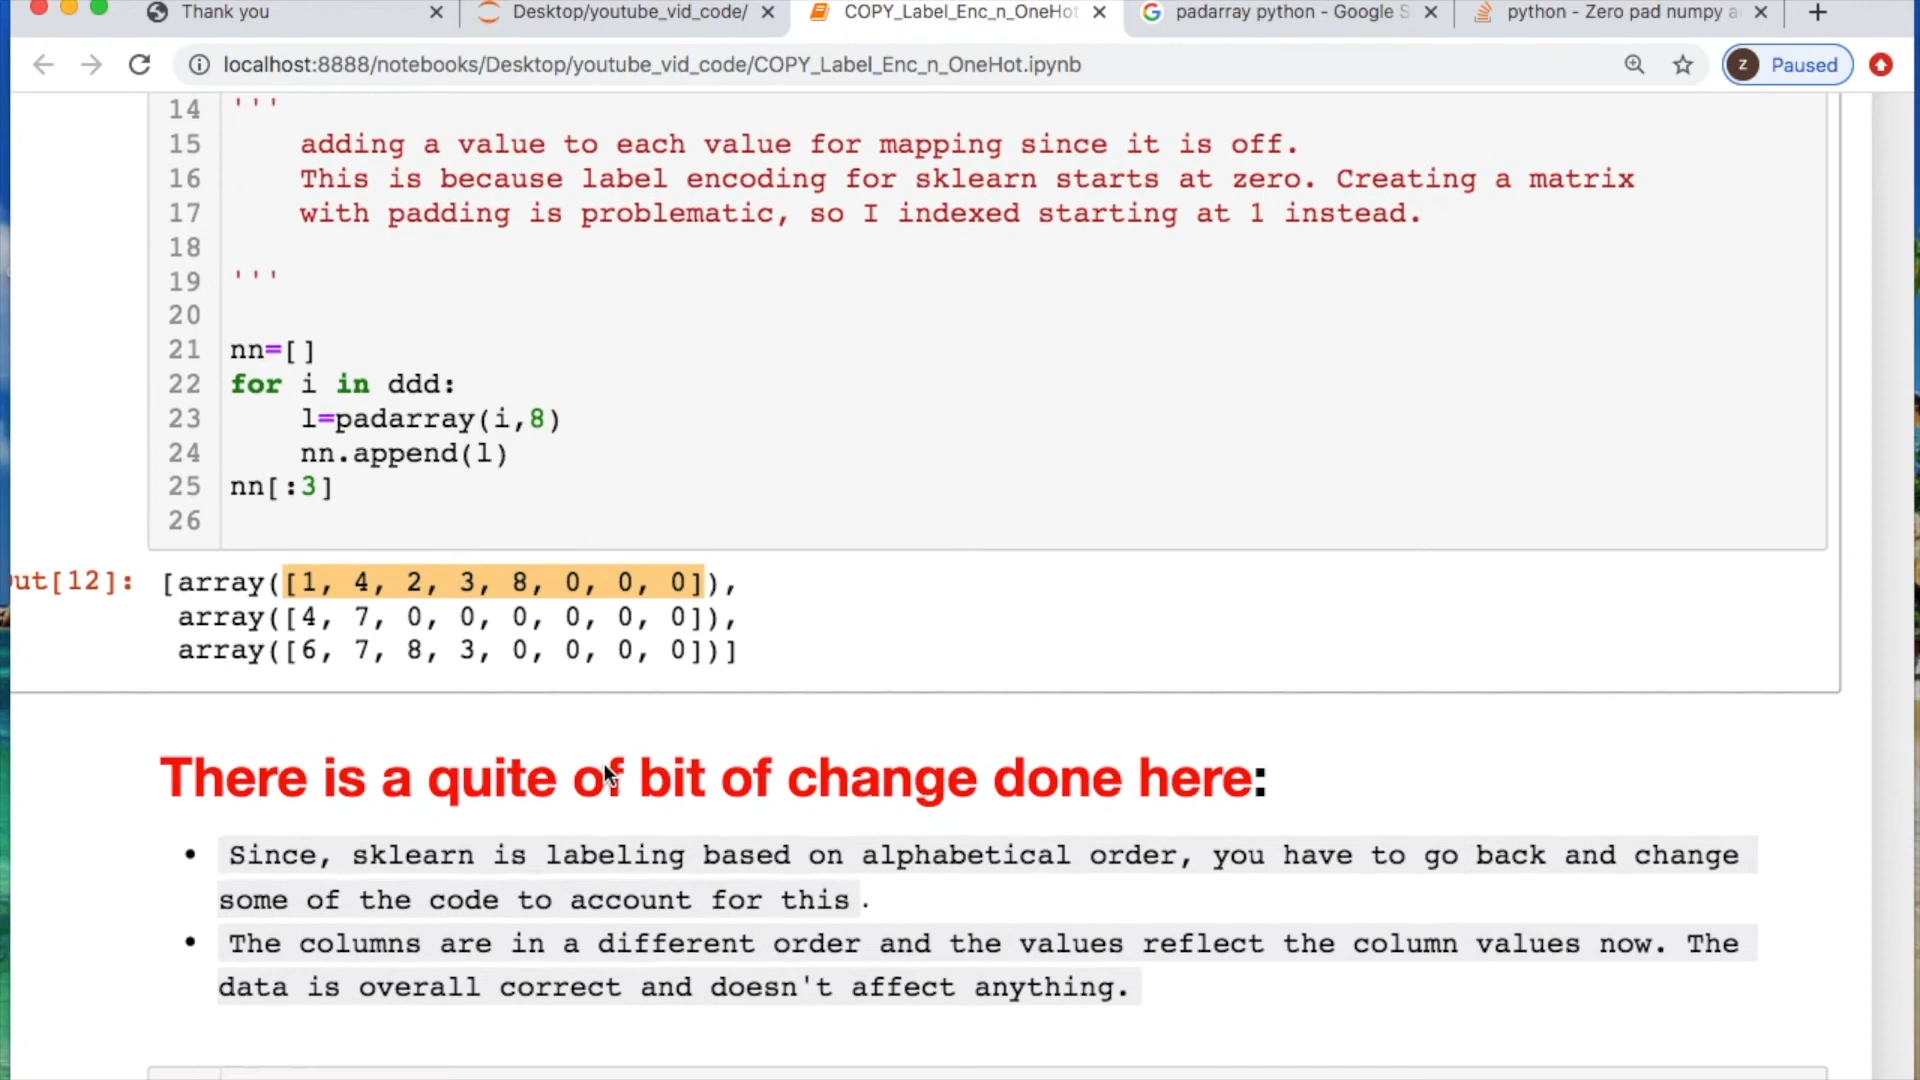 Thank you
Desktop/youtube_vid_code/
COPY_Label_Enc_n_OneHot
padarray python - Google S
python - Zero pad numpy a
localhost:8888/notebooks/Desktop/youtube_vid_code/COPY_Label_Enc_n_OneHot.ipynb
z Paused
14 '''
15 adding a value to each value for mapping since it is off.
16 This is because label encoding for sklearn starts at zero. Creating a matrix
17 with padding is problematic, so I indexed starting at 1 instead.
18
19 '''
20
21 nn=[]
22 for i in ddd:
23 l=padarray(i,8)
24 nn.append(l)
25 nn[:3]
26
ut[12]: [array([1, 4, 2, 3, 8, 0, 0, 0]),
array([4, 7, 0, 0, 0, 0, 0, 0]),
array([6, 7, 8, 3, 0, 0, 0, 0])]
There is a quite of bit of change done here:
• Since, sklearn is labeling based on alphabetical order, you have to go back and change
some of the code to account for this.
• The columns are in a different order and the values reflect the column values now. The
data is overall correct and doesn't affect anything.